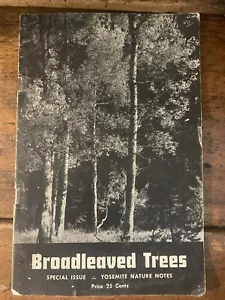 Broadleaved Trees
SPECIAL ISSUE ∴ YOSEMITE NATURE NOTES
Price 25 Cents